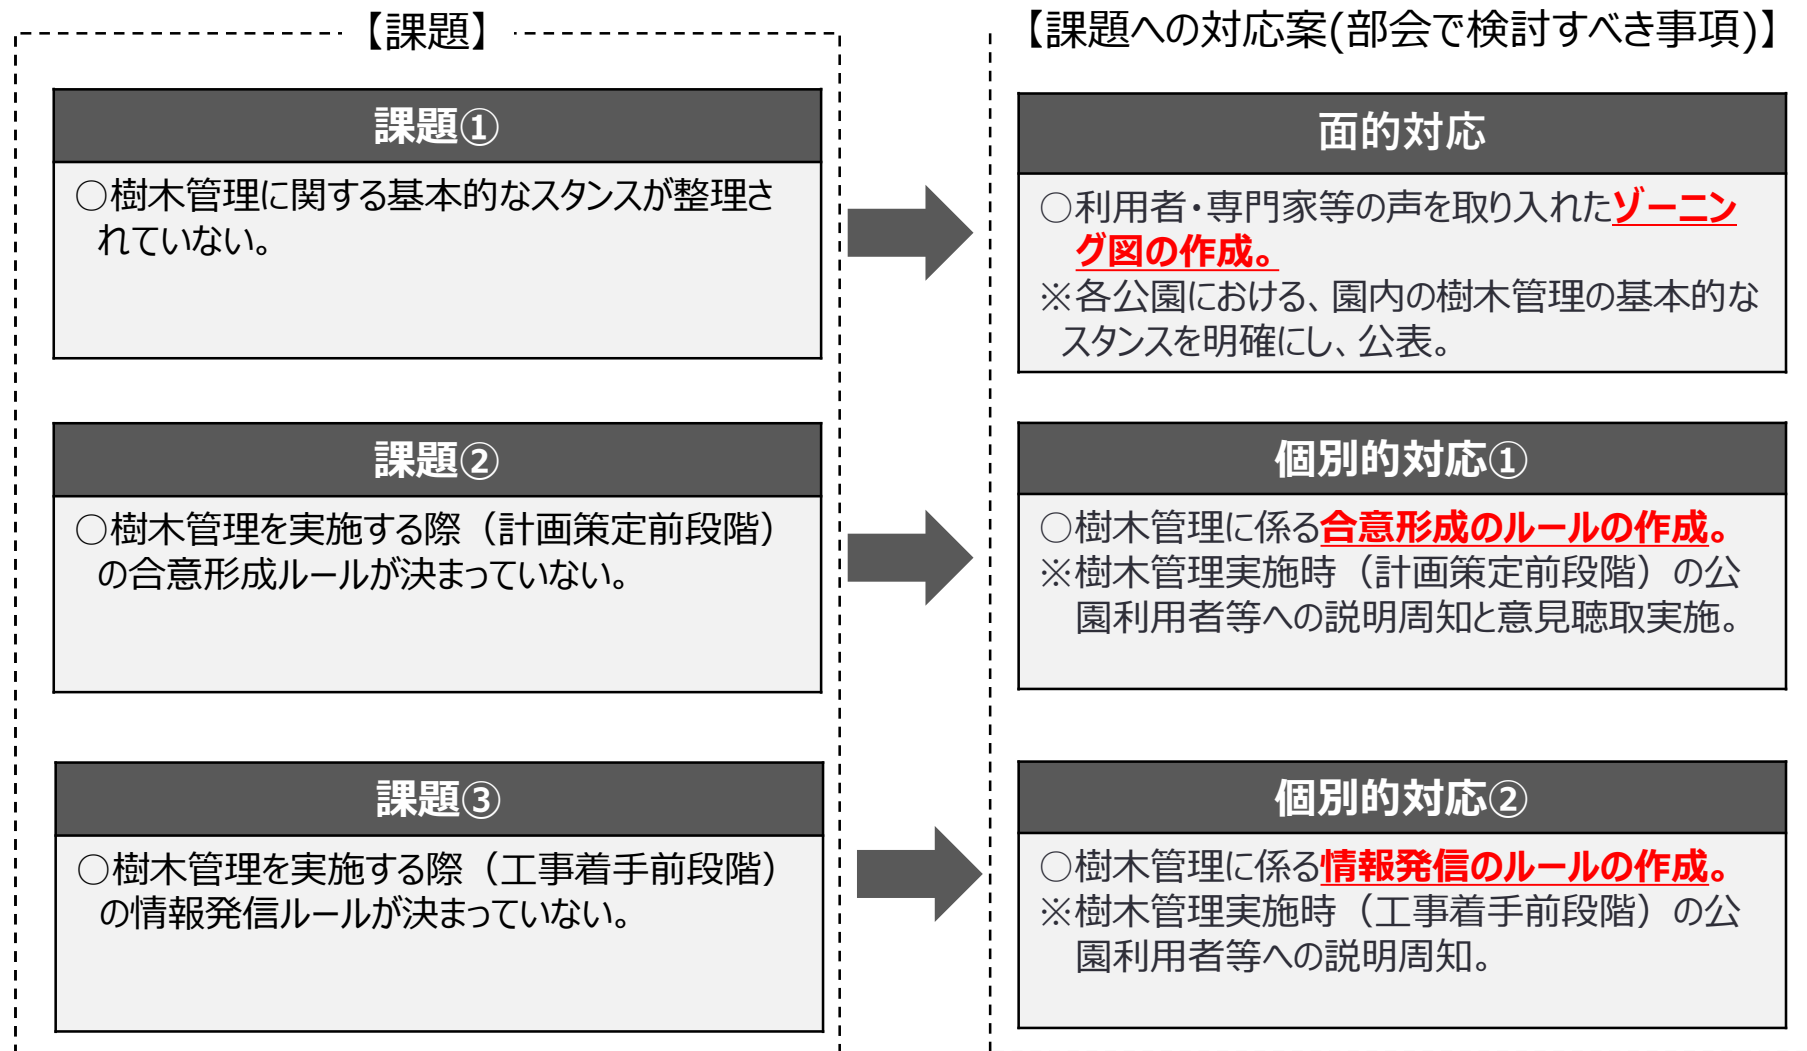 【課題】
【課題への対応案(部会で検討すべき事項)】
課題①
○樹木管理に関する基本的なスタンスが整理さ
れていない。
面的対応
○利用者・専門家等の声を取り入れたゾーニン
グ図の作成。
※各公園における、園内の樹木管理の基本的な
スタンスを明確にし、公表。
課題②
○樹木管理を実施する際（計画策定前段階）
の合意形成ルールが決まっていない。
個別的対応①
○樹木管理に係る合意形成のルールの作成。
※樹木管理実施時（計画策定前段階）の公
園利用者等への説明周知と意見聴取実施。
課題③
○樹木管理を実施する際（工事着手前段階）
の情報発信ルールが決まっていない。
個別的対応②
○樹木管理に係る情報発信のルールの作成。
※樹木管理実施時（工事着手前段階）の公
園利用者等への説明周知。